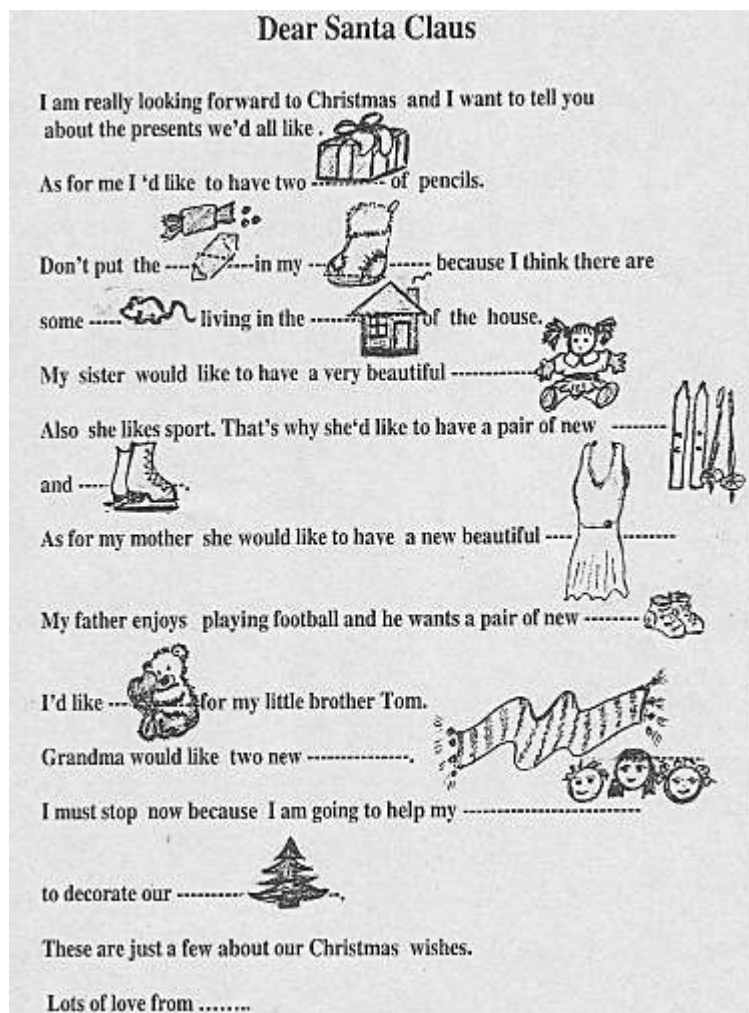 Dear Santa Claus
I am really looking forward to Christmas and I want to tell you
about the presents we'd all like .
As for me I 'd like to have two ---------- of pencils.
Don't put the ---- ----in my -- ------ because I think there are
some ----- living in the ------ of the house.
My sister would like to have a very beautiful ------------
Also she likes sport. That's why she'd like to have a pair of new --------
and ---- .
As for my mother she would like to have a new beautiful ---- --------
My father enjoys playing football and he wants a pair of new --------
I'd like --- for my little brother Tom.
Grandma would like two new --------------.
I must stop now because I am going to help my -------------------------
to decorate our ---------- --.
These are just a few about our Christmas wishes.
Lots of love from ........